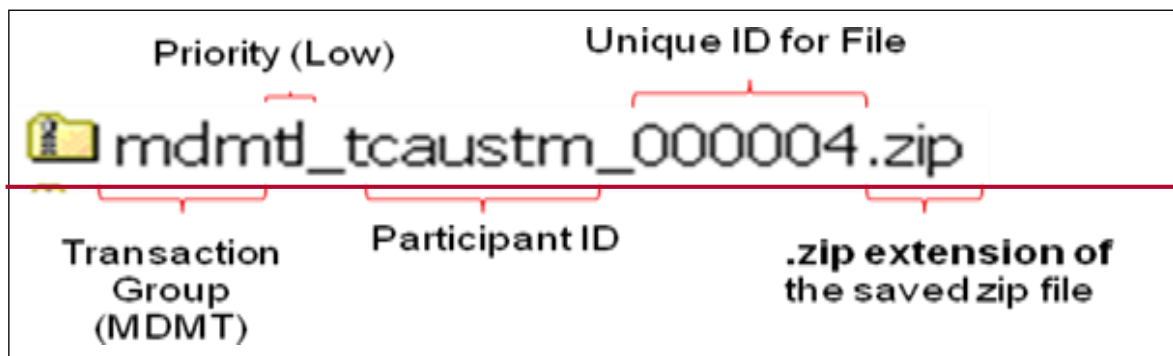 Priority (Low)
Unique ID for File
mdmtl_tcaustm_000004.zip
Transaction
Group
(MDMT)
Participant ID
.zip extension of
the saved zip file